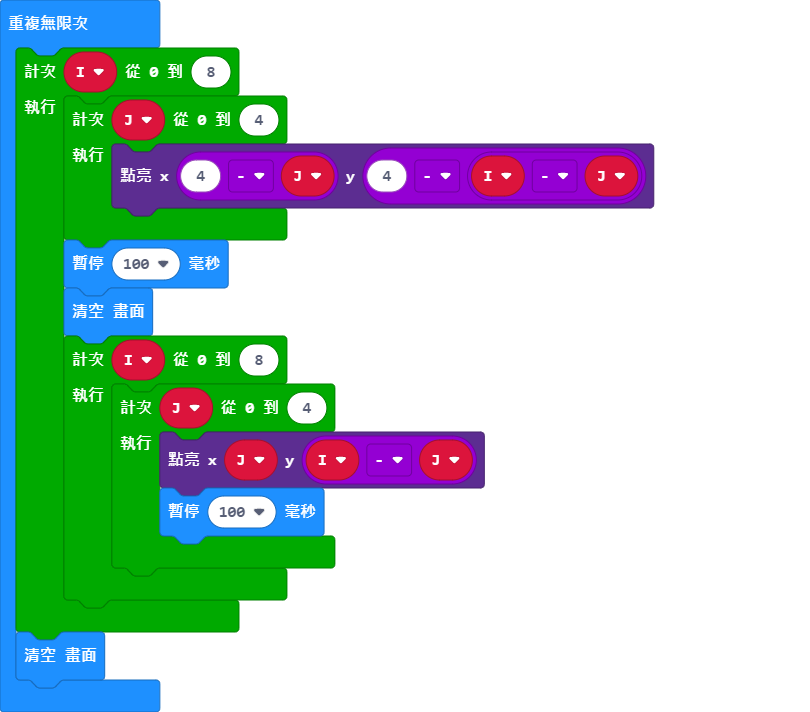 重複無限次
計次 I 從 0 到 8
執行
計次 J 從 0 到 4
執行
點亮 x 4 - J y 4 - I - J
暫停 100 毫秒
清空 畫面
計次 I 從 0 到 8
執行
計次 J 從 0 到 4
執行
點亮 x J y I - J
暫停 100 毫秒
清空 畫面